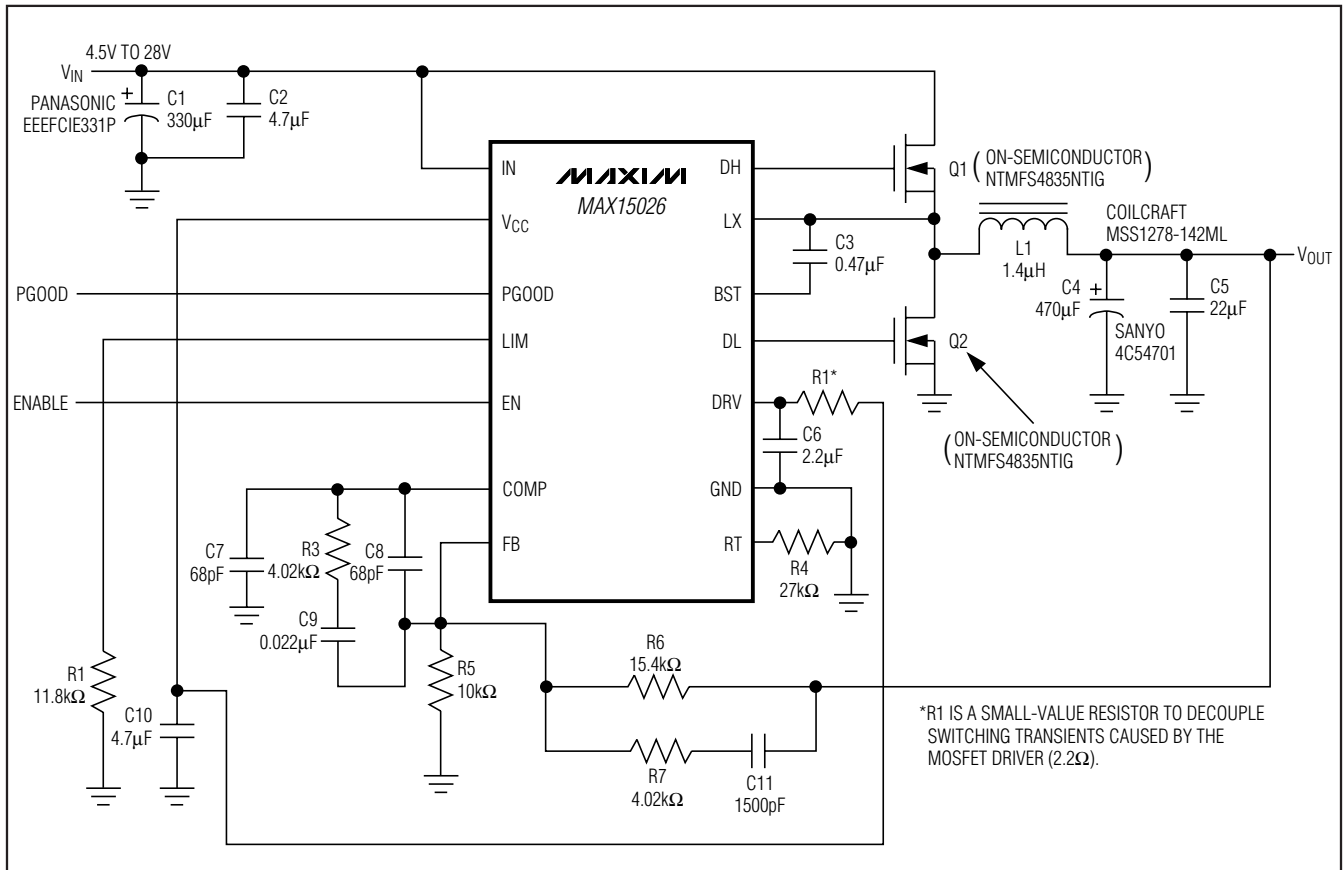 4.5V TO 28V
VIN
PANASONIC
EEEFCIE331P
+
C1
330µF
C2
4.7µF
MAXIM
MAX15026
IN
VCC
PGOOD
PGOOD
LIM
ENABLE
EN
COMP
FB
DH
LX
BST
DL
DRV
GND
RT
Q1 (ON-SEMICONDUCTOR
NTMFS4835NTIG)
C3
0.47µF
L1
1.4µH
COILCRAFT
MSS1278-142ML
VOUT
C4
470µF
+
SANYO
4C54701
C5
22µF
Q2
(ON-SEMICONDUCTOR
NTMFS4835NTIG)
R1*
C6
2.2µF
R4
27kΩ
C7
68pF
R3
4.02kΩ
C8
68pF
C9
0.022µF
R1
11.8kΩ
C10
4.7µF
R5
10kΩ
R6
15.4kΩ
R7
4.02kΩ
C11
1500pF
*R1 IS A SMALL-VALUE RESISTOR TO DECOUPLE
SWITCHING TRANSIENTS CAUSED BY THE
MOSFET DRIVER (2.2Ω).